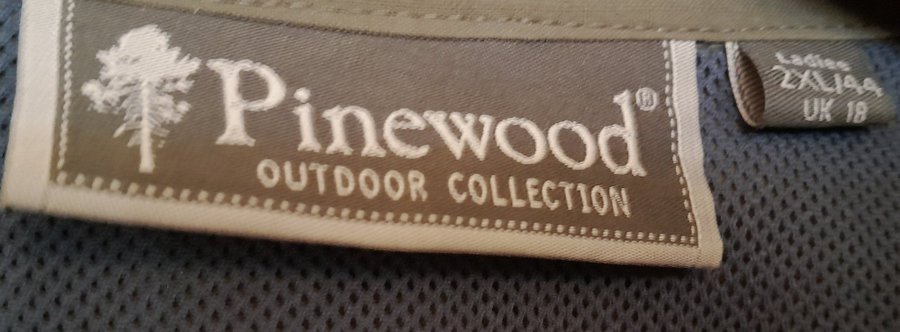 Pinewood®
OUTDOOR COLLECTION
Ladies
2XL/44
UK 18